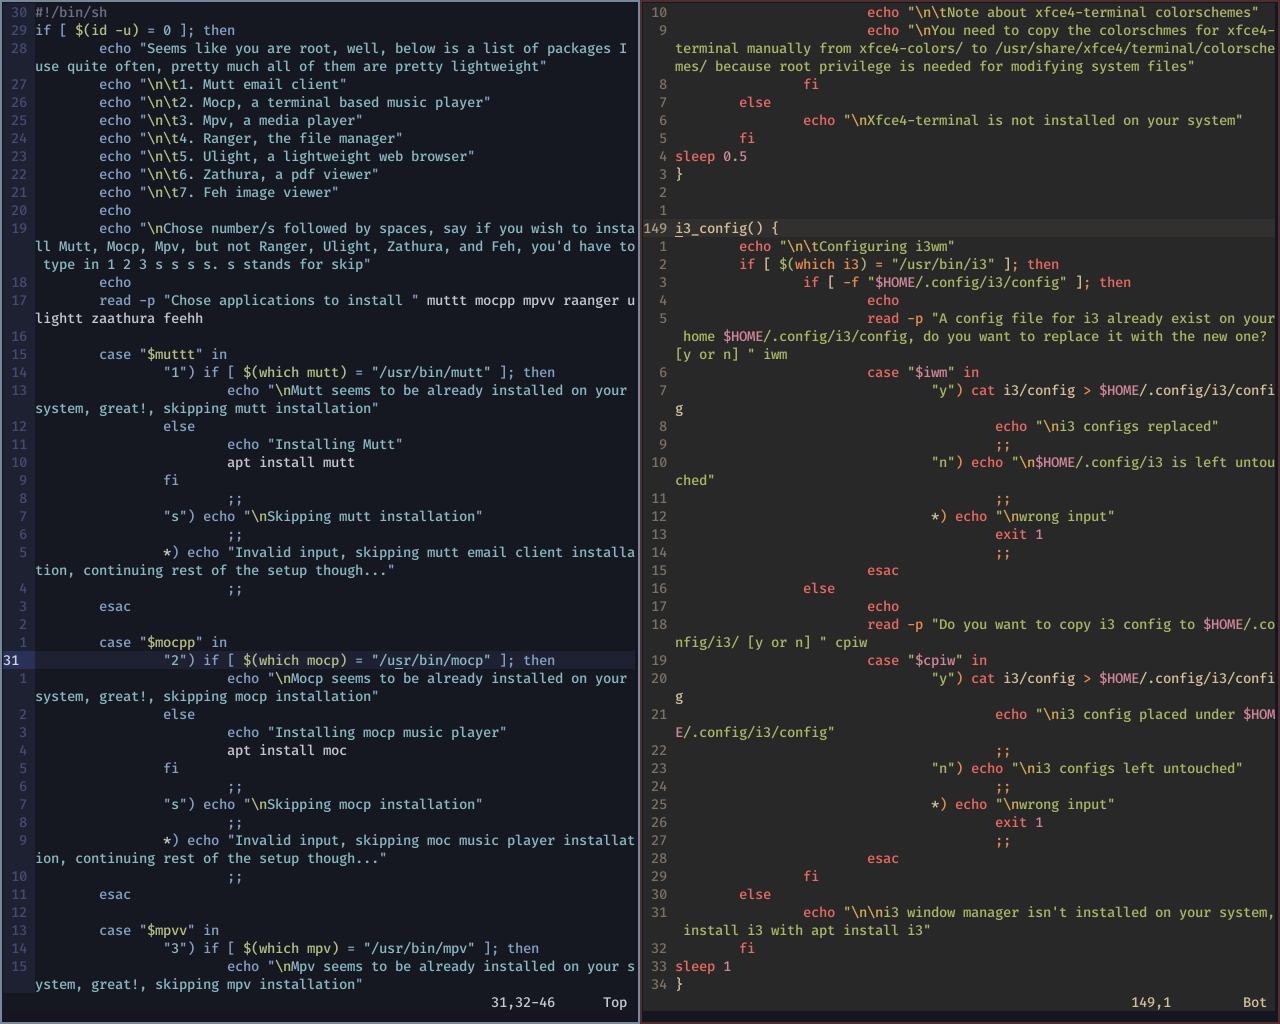 30 #!/bin/sh
29 if [ $(id -u) = 0 ]; then
28         echo "Seems like you are root, well, below is a list of packages I
use quite often, pretty much all of them are pretty lightweight"
27         echo "\n\t1. Mutt email client"
26         echo "\n\t2. Mocp, a terminal based music player"
25         echo "\n\t3. Mpv, a media player"
24         echo "\n\t4. Ranger, the file manager"
23         echo "\n\t5. Ulight, a lightweight web browser"
22         echo "\n\t6. Zathura, a pdf viewer"
21         echo "\n\t7. Feh image viewer"
20         echo
19         echo "\nChose number/s followed by spaces, say if you wish to insta
ll Mutt, Mocp, Mpv, but not Ranger, Ulight, Zathura, and Feh, you'd have to
 type in 1 2 3 s s s s. s stands for skip"
18         echo
17         read -p "Chose applications to install " muttt mocpp mpvv raanger u
lightt zaathura feehh
16
15         case "$muttt" in
14                 "1") if [ $(which mutt) = "/usr/bin/mutt" ]; then
13                         echo "\nMutt seems to be already installed on your
system, great!, skipping mutt installation"
12                 else
11                         echo "Installing Mutt"
10                         apt install mutt
9                 fi
8                         ;;
7                 "s") echo "\nSkipping mutt installation"
6                         ;;
5                 *) echo "Invalid input, skipping mutt email client installa
tion, continuing rest of the setup though..."
4                         ;;
3         esac
2
1         case "$mocpp" in
31                 "2") if [ $(which mocp) = "/usr/bin/mocp" ]; then
1                         echo "\nMocp seems to be already installed on your
system, great!, skipping mocp installation"
2                 else
3                         echo "Installing mocp music player"
4                         apt install moc
5                 fi
6                         ;;
7                 "s") echo "\nSkipping mocp installation"
8                         ;;
9                 *) echo "Invalid input, skipping moc music player installat
ion, continuing rest of the setup though..."
10                         ;;
11         esac
12
13         case "$mpvv" in
14                 "3") if [ $(which mpv) = "/usr/bin/mpv" ]; then
15                         echo "\nMpv seems to be already installed on your s
ystem, great!, skipping mpv installation"
31,32-46      Top
10                         echo "\n\tNote about xfce4-terminal colorschemes"
9                         echo "\nYou need to copy the colorschmes for xfce4-
terminal manually from xfce4-colors/ to /usr/share/xfce4/terminal/colorsche
mes/ because root privilege is needed for modifying system files"
8                 fi
7         else
6                 echo "\nXfce4-terminal is not installed on your system"
5         fi
4 sleep 0.5
3 }
2
1
149 i3_config() {
1         echo "\n\tConfiguring i3wm"
2         if [ $(which i3) = "/usr/bin/i3" ]; then
3                 if [ -f "$HOME/.config/i3/config" ]; then
4                         echo
5                         read -p "A config file for i3 already exist on your
 home $HOME/.config/i3/config, do you want to replace it with the new one?
[y or n] " iwm
6                         case "$iwm" in
7                                 "y") cat i3/config > $HOME/.config/i3/confi
g
8                                         echo "\ni3 configs replaced"
9                                         ;;
10                                 "n") echo "\n$HOME/.config/i3 is left untou
ched"
11                                         ;;
12                                 *) echo "\nwrong input"
13                                         exit 1
14                                         ;;
15                         esac
16                 else
17                         echo
18                         read -p "Do you want to copy i3 config to $HOME/.co
nfig/i3/ [y or n] " cpiw
19                         case "$cpiw" in
20                                 "y") cat i3/config > $HOME/.config/i3/confi
g
21                                         echo "\ni3 config placed under $HOM
E/.config/i3/config"
22                                         ;;
23                                 "n") echo "\ni3 configs left untouched"
24                                         ;;
25                                 *) echo "\nwrong input"
26                                         exit 1
27                                         ;;
28                         esac
29                 fi
30         else
31                 echo "\n\ni3 window manager isn't installed on your system,
 install i3 with apt install i3"
32         fi
33 sleep 1
34 }
149,1         Bot